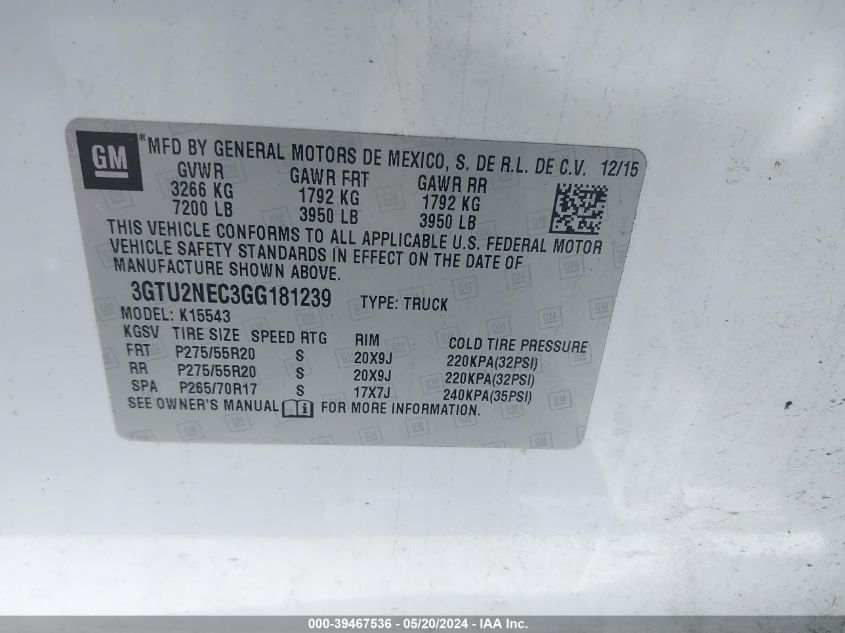 GM ® MFD BY GENERAL MOTORS DE MEXICO, S. DE R.L. DE C.V. 12/15
GVWR GAWR FRT GAWR RR
3266 KG 1792 KG 1792 KG
7200 LB 3950 LB 3950 LB
THIS VEHICLE CONFORMS TO ALL APPLICABLE U.S. FEDERAL MOTOR
VEHICLE SAFETY STANDARDS IN EFFECT ON THE DATE OF
MANUFACTURE SHOWN ABOVE.
3GTU2NEC3GG181239 TYPE: TRUCK
MODEL: K15543
KGSV TIRE SIZE SPEED RTG RIM COLD TIRE PRESSURE
FRT P275/55R20 S 20X9J 220KPA(32PSI)
RR P275/55R20 S 20X9J 220KPA(32PSI)
SPA P265/70R17 S 17X7J 240KPA(35PSI)
SEE OWNER'S MANUAL i FOR MORE INFORMATION.
000-39467536 - 05/20/2024 - IAA Inc.